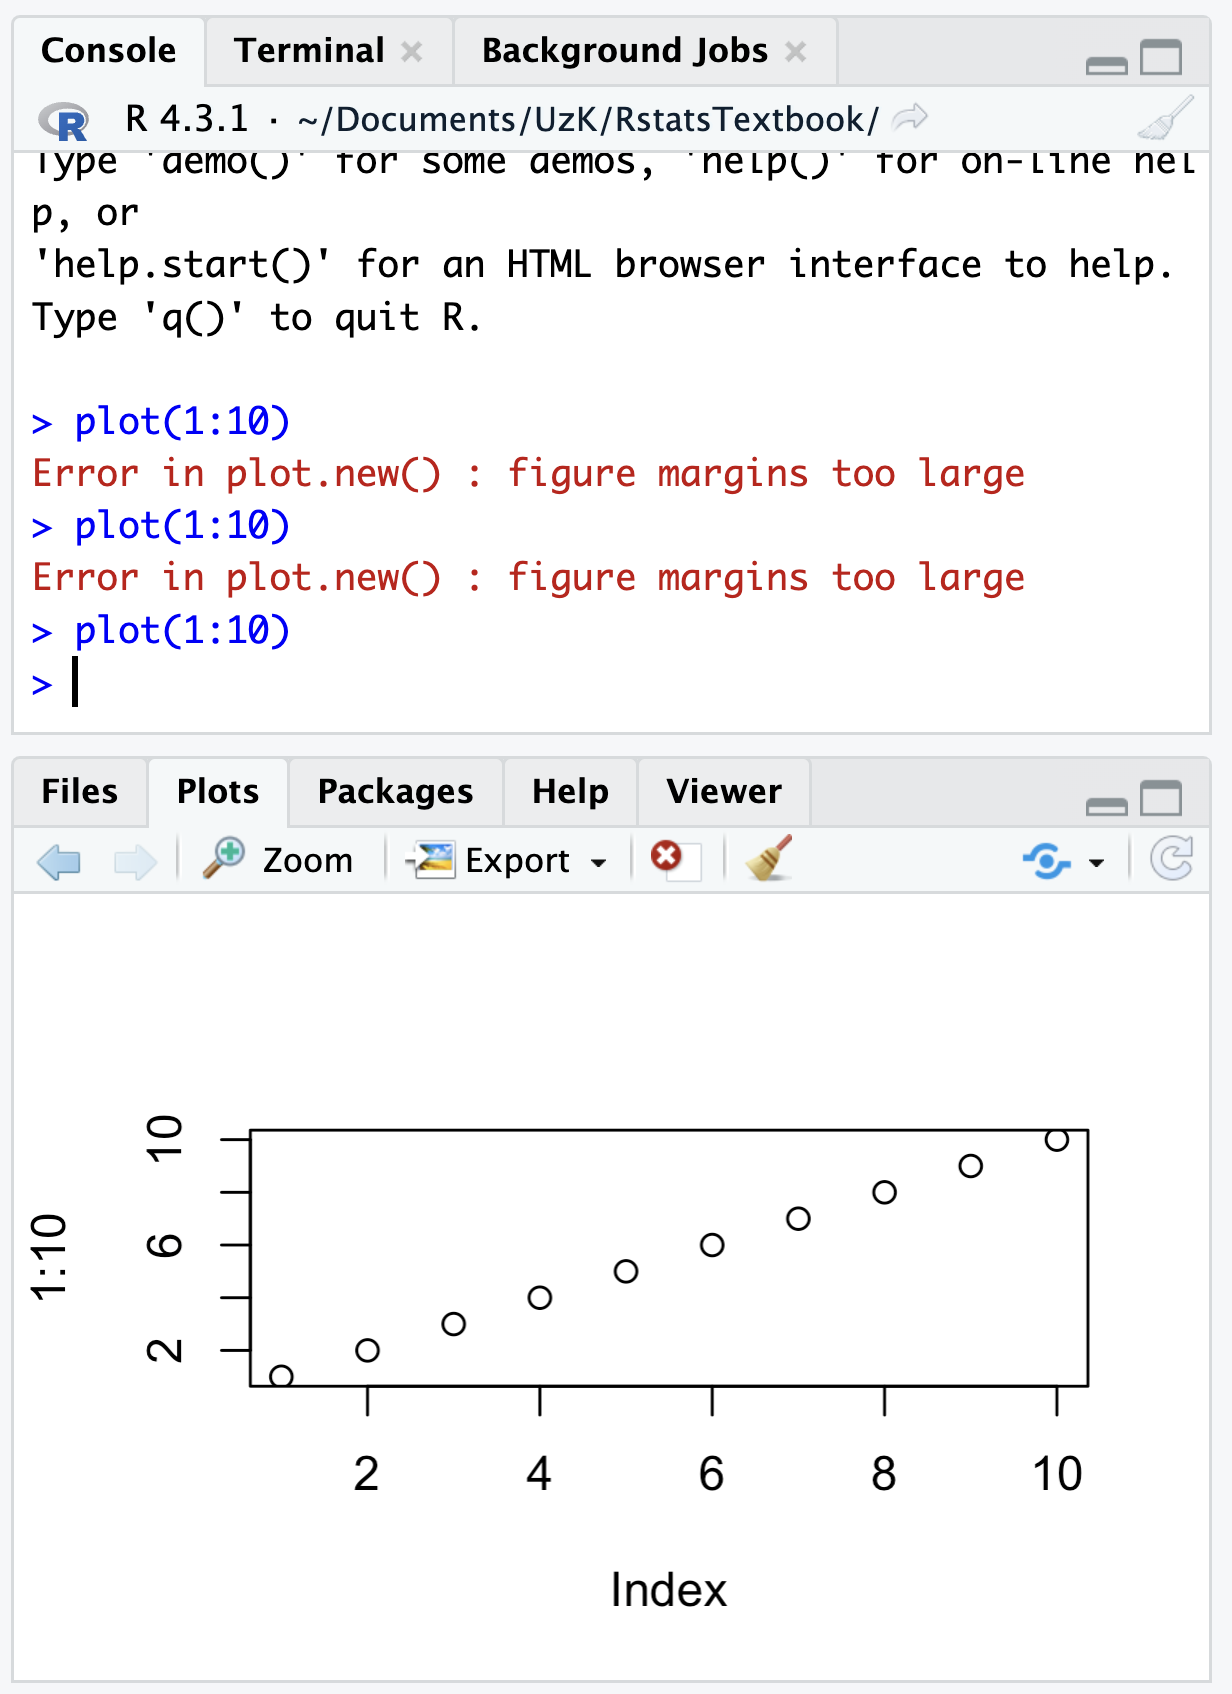 Console Terminal Background Jobs
R R 4.3.1 · ~/Documents/UzK/RstatsTextbook/
Type 'demo()' for some demos, 'help()' for on-line hel
p, or
'help.start()' for an HTML browser interface to help.
Type 'q()' to quit R.
> plot(1:10)
Error in plot.new() : figure margins too large
> plot(1:10)
Error in plot.new() : figure margins too large
> plot(1:10)
>
Files Plots Packages Help Viewer
Zoom Export
10
6
2
1:10
2 4 6 8 10
Index